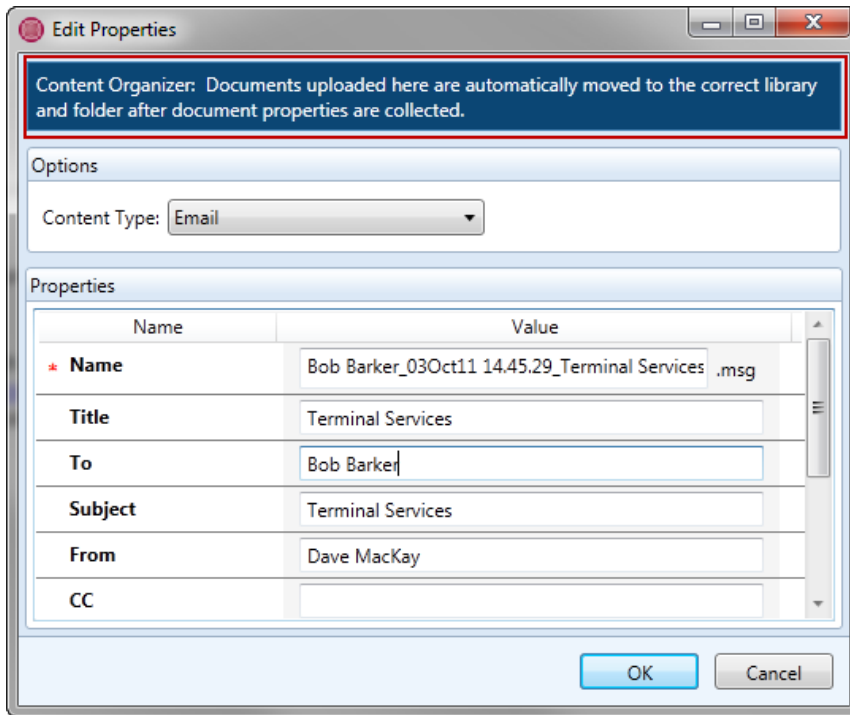 Edit Properties
Content Organizer: Documents uploaded here are automatically moved to the correct library
and folder after document properties are collected.
Options
Content Type: Email
Properties
Name Value
* Name Bob Barker_03Oct11 14.45.29_Terminal Services .msg
Title Terminal Services
To Bob Barker
Subject Terminal Services
From Dave MacKay
CC
OK Cancel